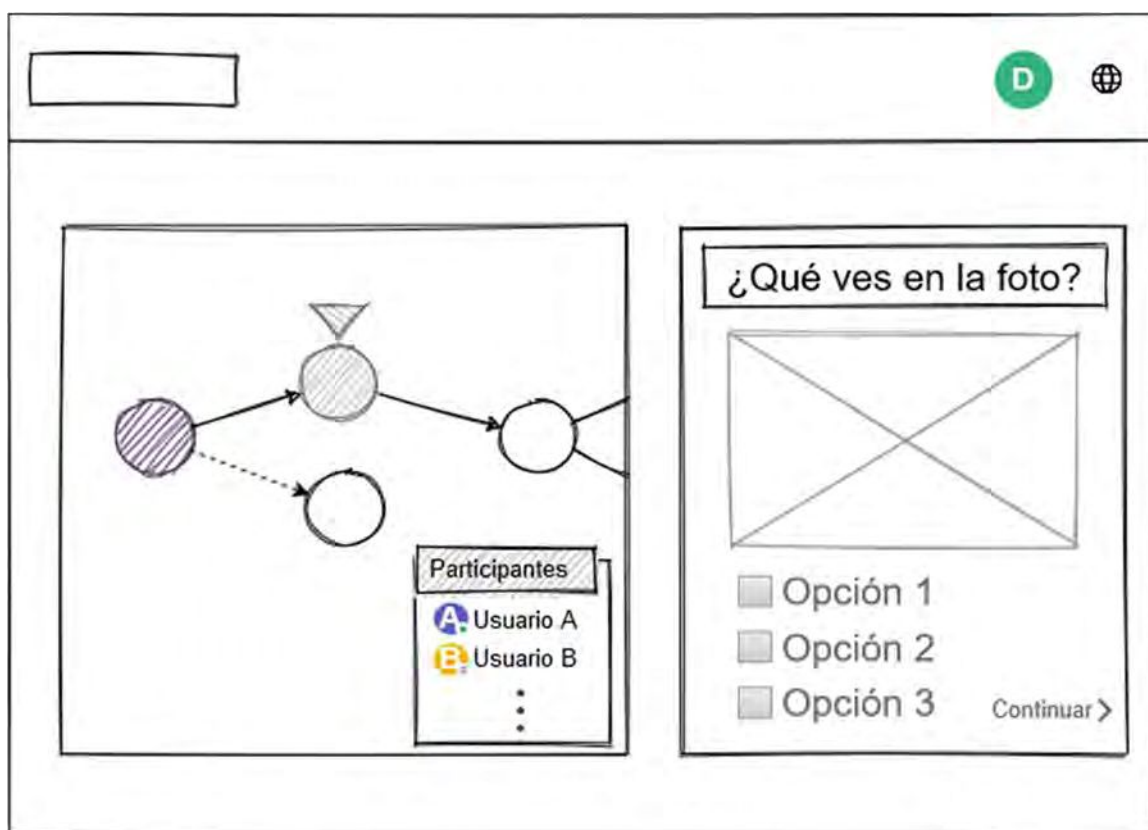 D
Participantes
A Usuario A
B Usuario B
¿Qué ves en la foto?
Opción 1
Opción 2
Opción 3
Continuar